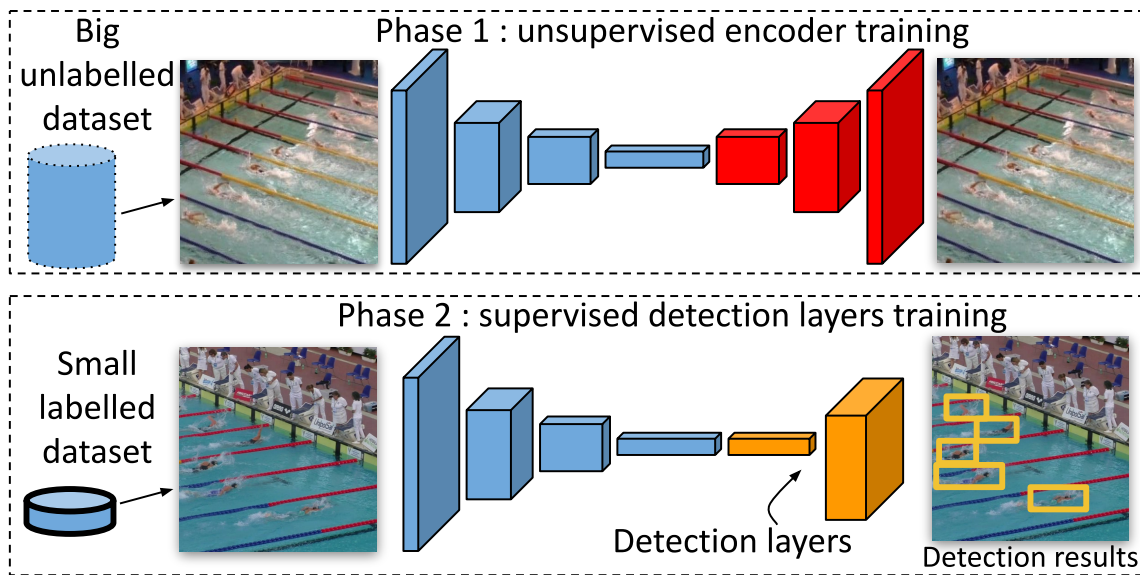 Big
unlabelled
dataset
Phase 1 : unsupervised encoder training
Phase 2 : supervised detection layers training
Small
labelled
dataset
Detection layers
Detection results